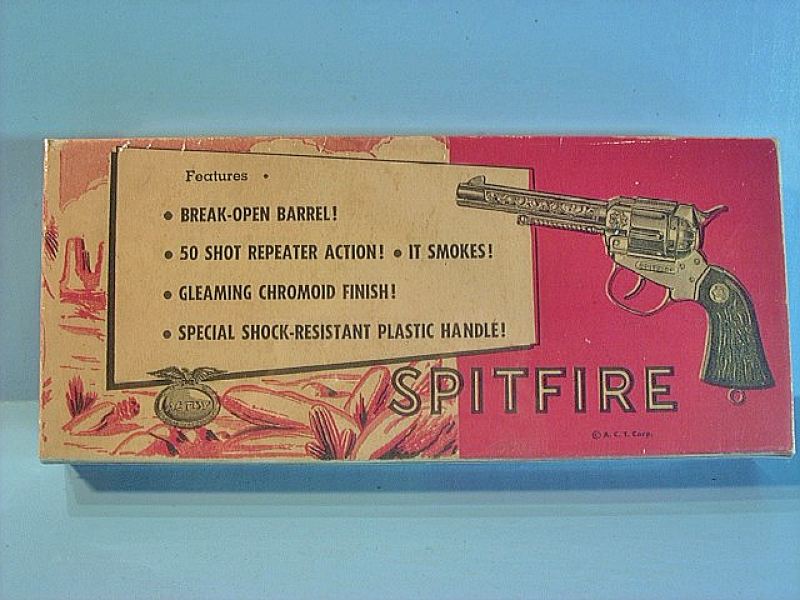 Features •
• BREAK-OPEN BARREL!
• 50 SHOT REPEATER ACTION! • IT SMOKES!
• GLEAMING CHROMOID FINISH!
• SPECIAL SHOCK-RESISTANT PLASTIC HANDLE!
SPITFIRE
SPITFIRE
© A. C. T. Corp.